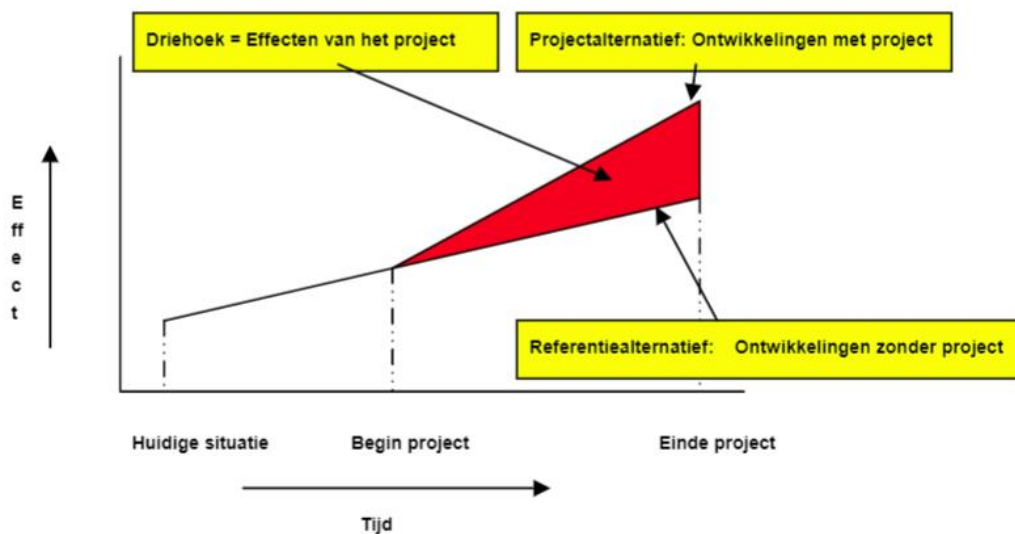 Driehoek = Effecten van het project
Projectalternatief: Ontwikkelingen met project
Effect
Referentiealternatief: Ontwikkelingen zonder project
Huidige situatie
Begin project
Einde project
Tijd